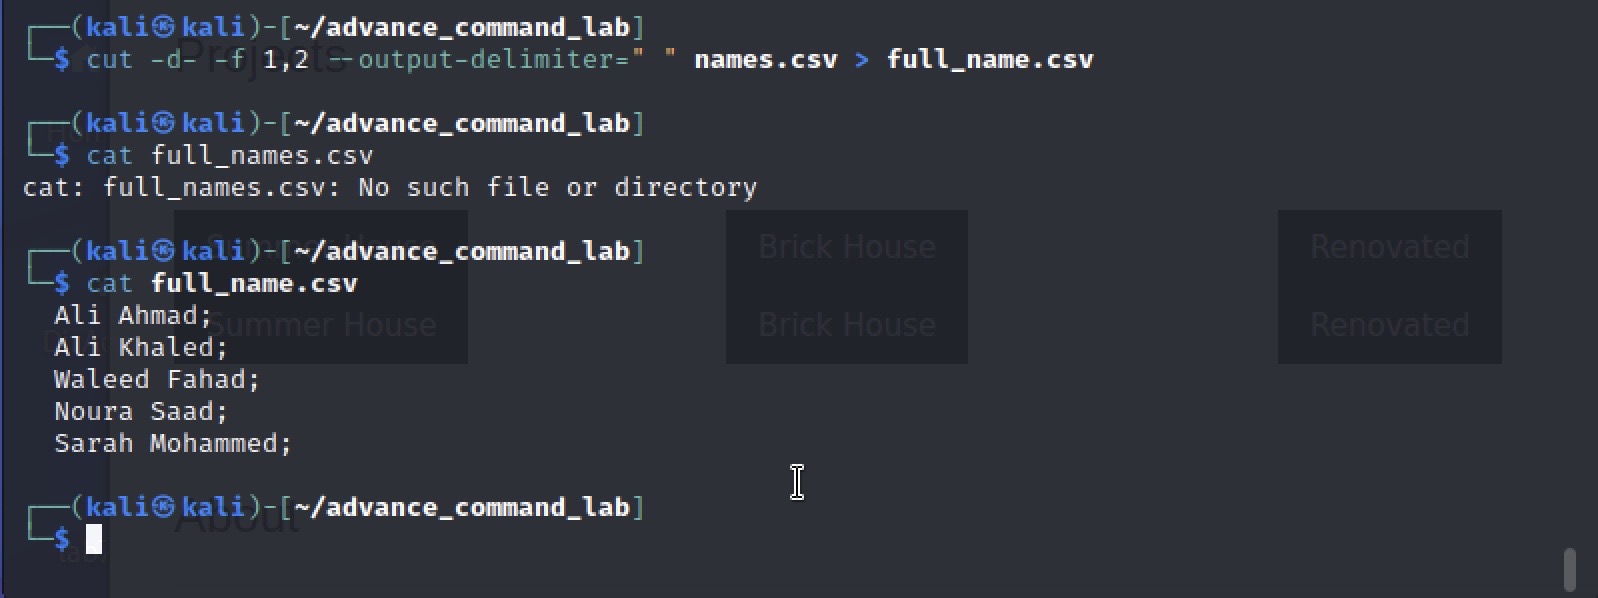 ┌──(kali㉿kali)-[~/advance_command_lab]
└─$ cut -d- -f 1,2 --output-delimiter=" " names.csv > full_name.csv
┌──(kali㉿kali)-[~/advance_command_lab]
└─$ cat full_names.csv
cat: full_names.csv: No such file or directory
┌──(kali㉿kali)-[~/advance_command_lab]
└─$ cat full_name.csv
Ali Ahmad;
Ali Khaled;
Waleed Fahad;
Noura Saad;
Sarah Mohammed;
┌──(kali㉿kali)-[~/advance_command_lab]
└─$
Projects
Summer House
Brick House
Renovated
Summer House
Brick House
Renovated
About